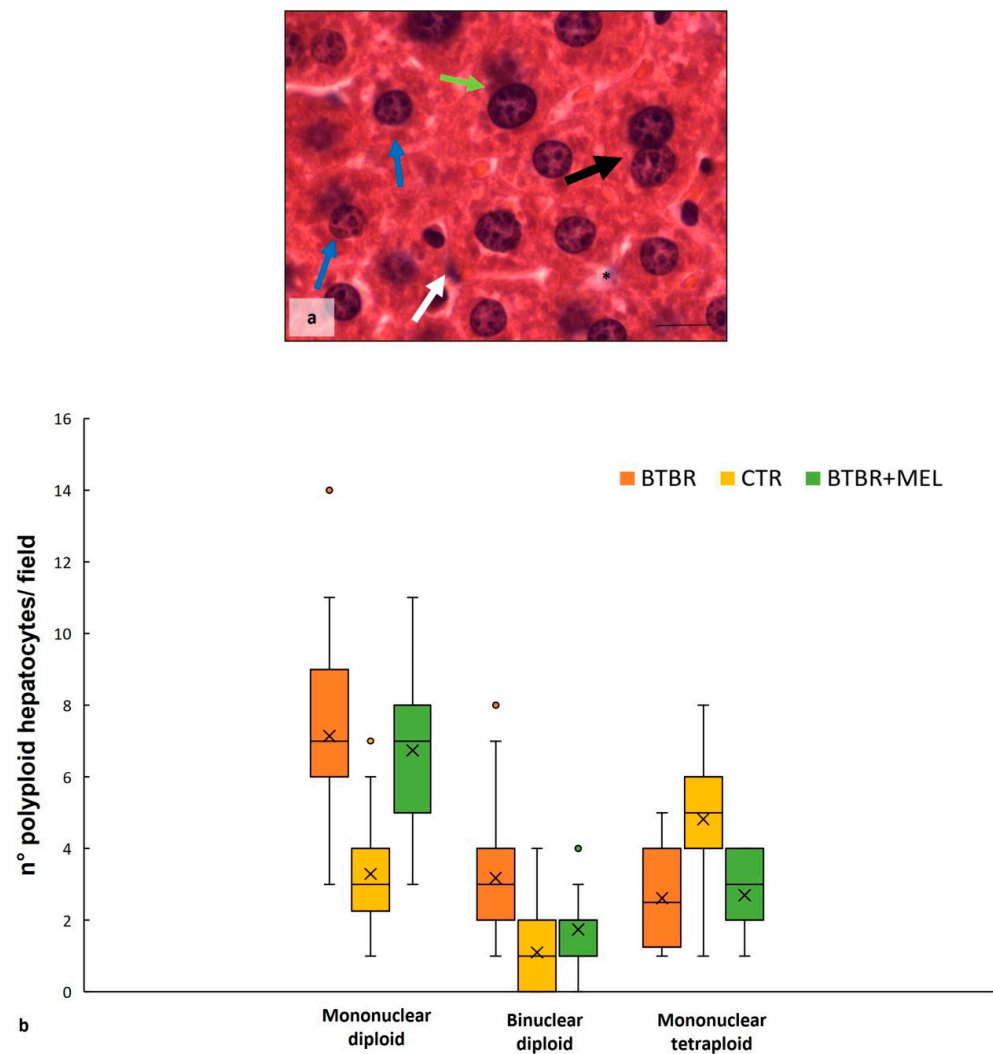 *
a
16
14
12
10
8
6
4
2
0
n° polyploid hepatocytes/ field
BTBR CTR BTBR+MEL
Mononuclear
diploid
Binuclear
diploid
Mononuclear
tetraploid
b